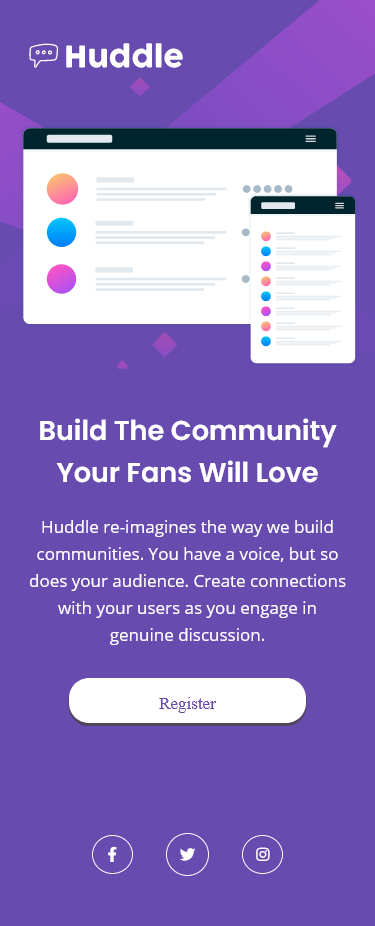 Huddle
Build The Community
Your Fans Will Love
Huddle re-imagines the way we build
communities. You have a voice, but so
does your audience. Create connections
with your users as you engage in
genuine discussion.
Register